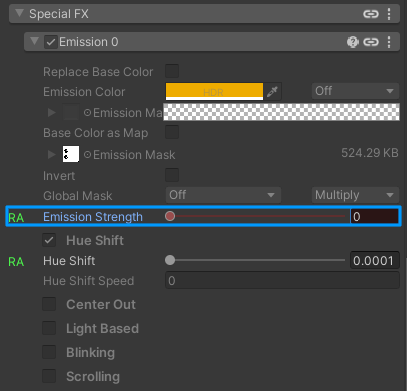 Special FX
Emission 0
Replace Base Color
Emission Color HDR Off
Emission Ma
Base Color as Map
Emission Mask 524.29 KB
Invert
Global Mask Off Multiply
RA Emission Strength 0
Hue Shift
RA Hue Shift 0.0001
Hue Shift Speed 0
Center Out
Light Based
Blinking
Scrolling